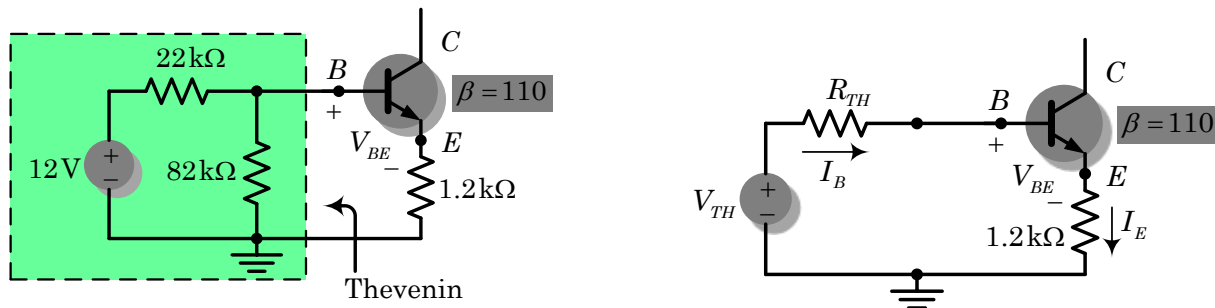 22kΩ
B
C
β = 110
+
V_BE
E
−
12V
+
−
82kΩ
1.2kΩ
Thevenin
R_TH
B
C
β = 110
+
I_B
V_BE
E
−
V_TH
+
−
1.2kΩ
I_E